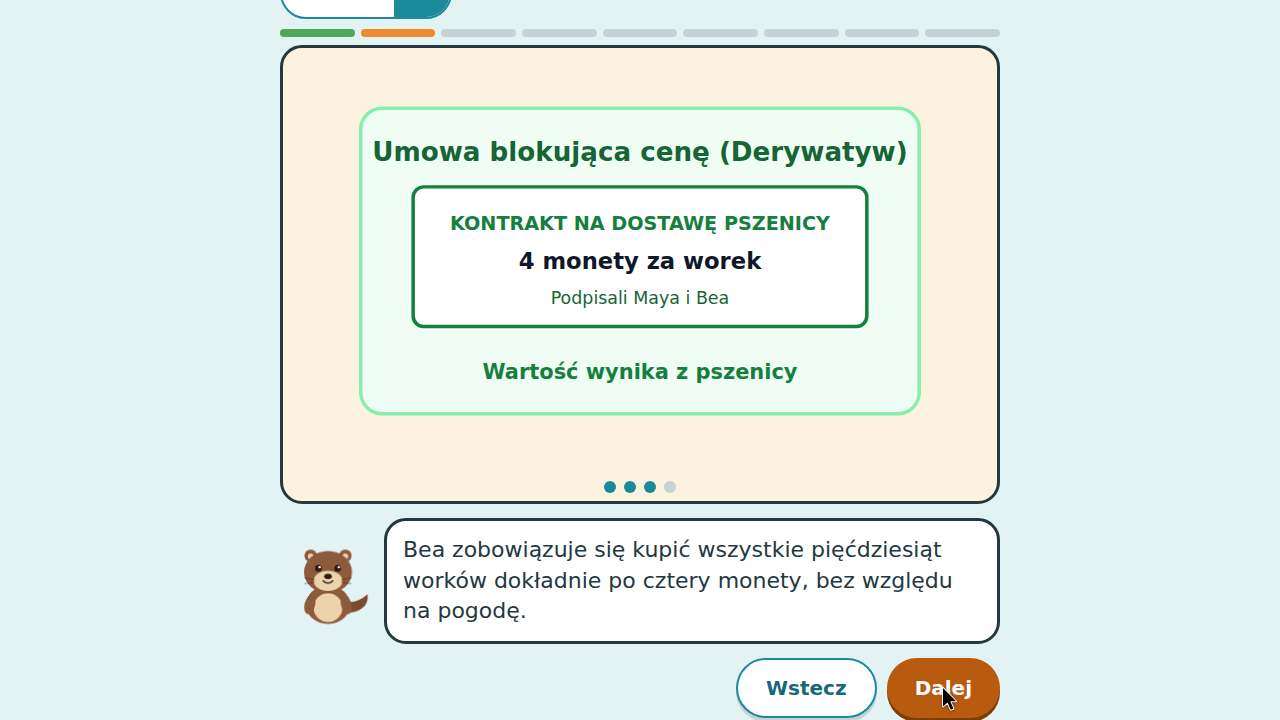 Umowa blokująca cenę (Derywatyw)
KONTRAKT NA DOSTAWĘ PSZENICY
4 monety za worek
Podpisali Maya i Bea
Wartość wynika z pszenicy
Bea zobowiązuje się kupić wszystkie pięćdziesiąt
worków dokładnie po cztery monety, bez względu
na pogodę.
Wstecz
Dalej